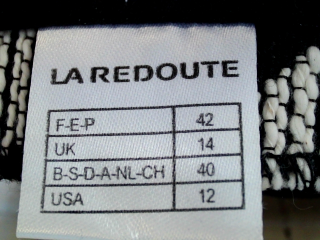 LA REDOUTE
F-E-P 42
UK 14
B-S-D-A-NL-CH 40
USA 12